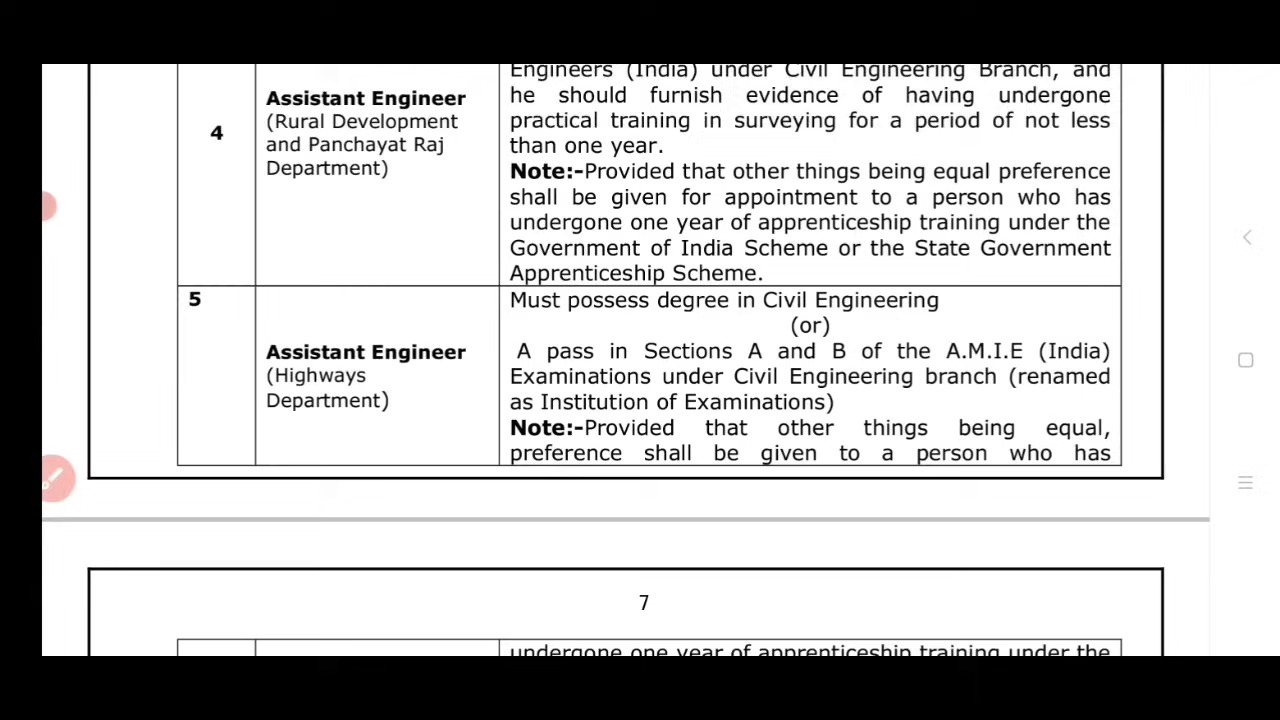 Engineers (India) under Civil Engineering Branch, and
he should furnish evidence of having undergone
practical training in surveying for a period of not less
than one year.
Note:-Provided that other things being equal preference
shall be given for appointment to a person who has
undergone one year of apprenticeship training under the
Government of India Scheme or the State Government
Apprenticeship Scheme.
4
Assistant Engineer
(Rural Development
and Panchayat Raj
Department)
5
Assistant Engineer
(Highways
Department)
Must possess degree in Civil Engineering
(or)
A pass in Sections A and B of the A.M.I.E (India)
Examinations under Civil Engineering branch (renamed
as Institution of Examinations)
Note:-Provided that other things being equal,
preference shall be given to a person who has
7
undergone one year of apprenticeship training under the